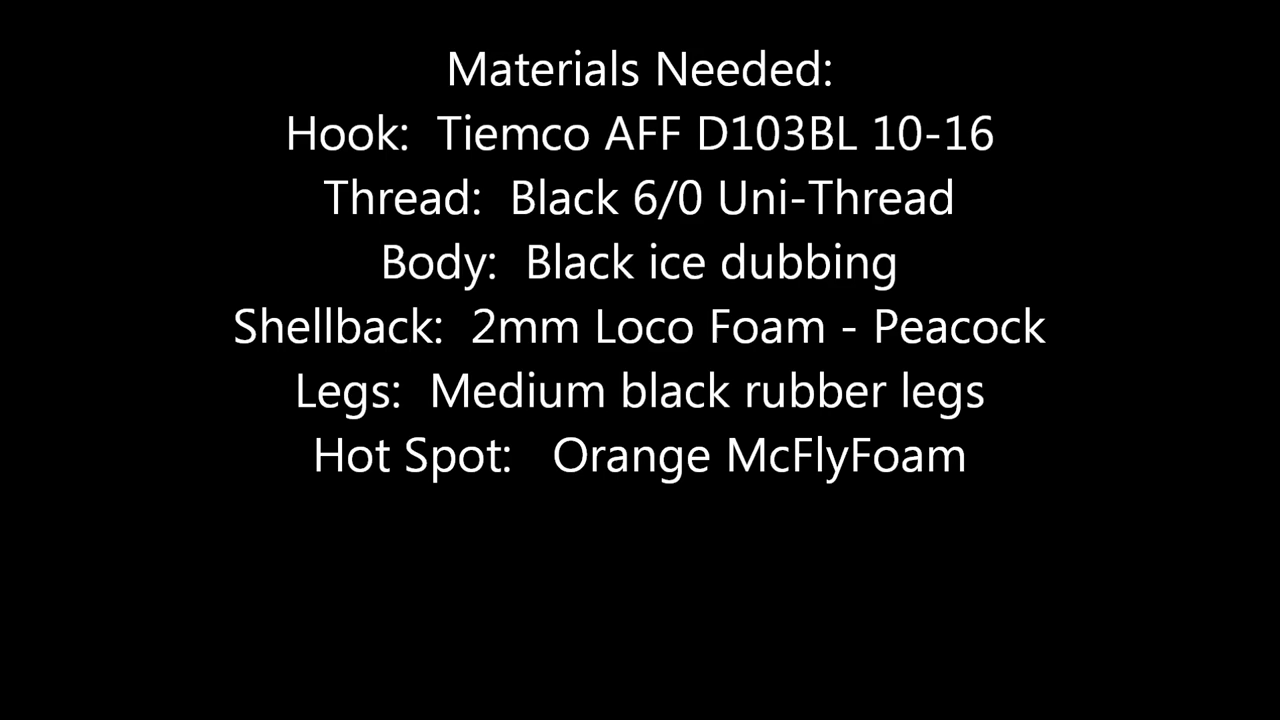 Materials Needed:
Hook:  Tiemco AFF D103BL 10-16
Thread:  Black 6/0 Uni-Thread
Body:  Black ice dubbing
Shellback:  2mm Loco Foam - Peacock
Legs:  Medium black rubber legs
Hot Spot:   Orange McFlyFoam